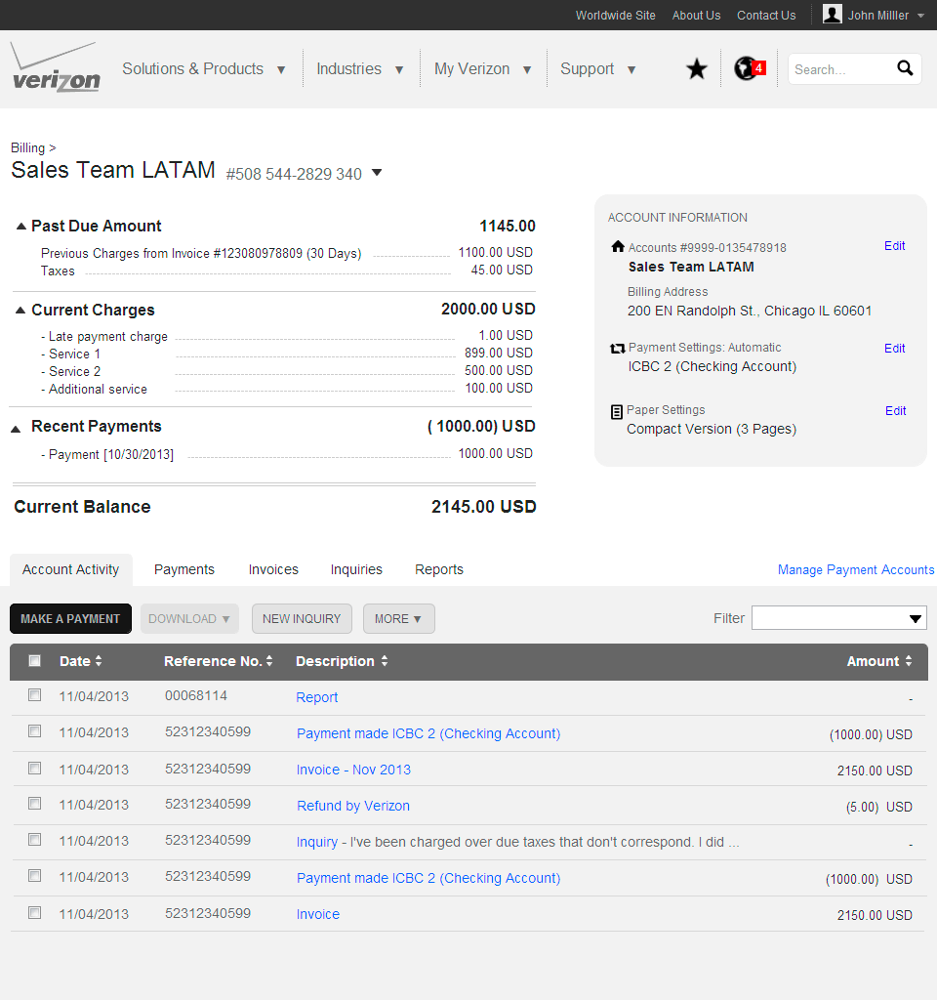 Worldwide Site About Us Contact Us John Milller
verizon Solutions & Products ▼ Industries ▼ My Verizon ▼ Support ▼ 4 Search...
Billing >
Sales Team LATAM #508 544-2829 340
Past Due Amount 1145.00
Previous Charges from Invoice #123080978809 (30 Days) 1100.00 USD
Taxes 45.00 USD
Current Charges 2000.00 USD
- Late payment charge 1.00 USD
- Service 1 899.00 USD
- Service 2 500.00 USD
- Additional service 100.00 USD
Recent Payments ( 1000.00) USD
- Payment [10/30/2013] 1000.00 USD
Current Balance 2145.00 USD
ACCOUNT INFORMATION
Accounts #9999-0135478918 Edit
Sales Team LATAM
Billing Address
200 EN Randolph St., Chicago IL 60601
Payment Settings: Automatic Edit
ICBC 2 (Checking Account)
Paper Settings Edit
Compact Version (3 Pages)
Account Activity Payments Invoices Inquiries Reports Manage Payment Accounts
MAKE A PAYMENT DOWNLOAD ▼ NEW INQUIRY MORE ▼ Filter
Date Reference No. Description Amount
11/04/2013 00068114 Report -
11/04/2013 52312340599 Payment made ICBC 2 (Checking Account) (1000.00) USD
11/04/2013 52312340599 Invoice - Nov 2013 2150.00 USD
11/04/2013 52312340599 Refund by Verizon (5.00) USD
11/04/2013 52312340599 Inquiry - I've been charged over due taxes that don't correspond. I did ... -
11/04/2013 52312340599 Payment made ICBC 2 (Checking Account) (1000.00) USD
11/04/2013 52312340599 Invoice 2150.00 USD